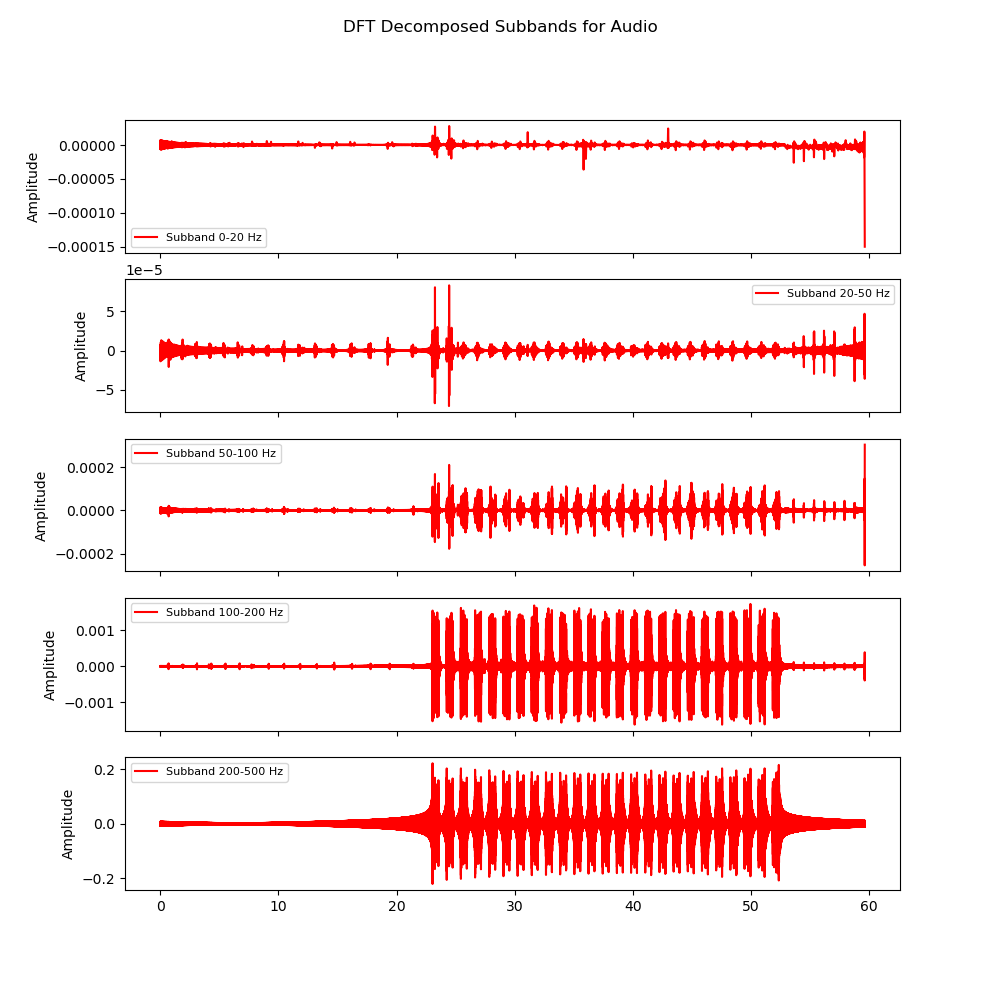 DFT Decomposed Subbands for Audio
0.00000
−0.00005
−0.00010
−0.00015
Amplitude
Subband 0-20 Hz
1e−5
5
0
−5
Amplitude
Subband 20-50 Hz
0.0002
0.0000
−0.0002
Amplitude
Subband 50-100 Hz
0.001
0.000
−0.001
Amplitude
Subband 100-200 Hz
0.2
0.0
−0.2
Amplitude
Subband 200-500 Hz
0 10 20 30 40 50 60